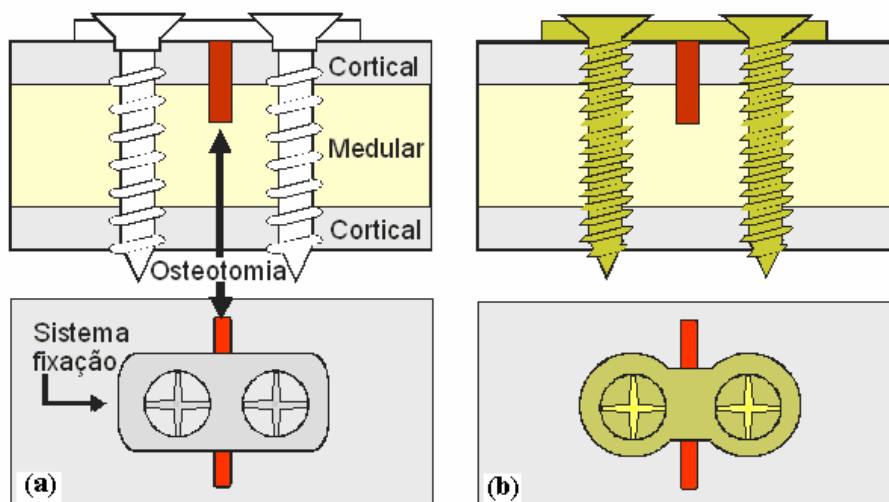 Cortical
Medular
Cortical
Osteotomia
Sistema
fixação
(a)
(b)